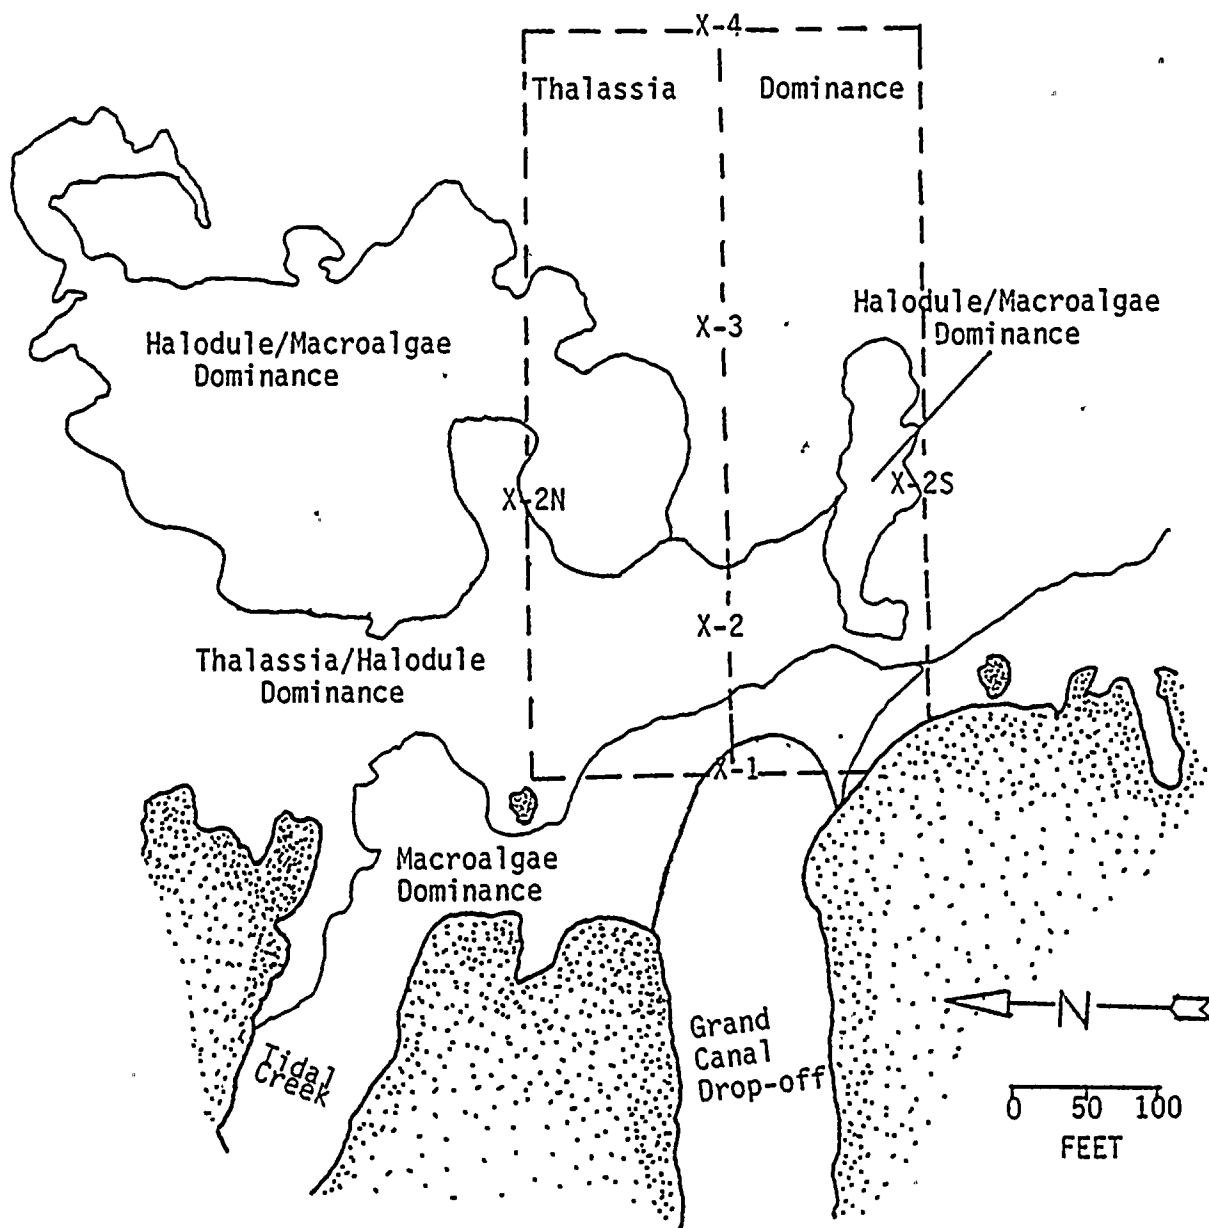 X-4
Thalassia Dominance
Halodule/Macroalgae
Dominance
X-3
Halodule/Macroalgae
Dominance
X-2N
X-2S
X-2
Thalassia/Halodule
Dominance
X-1
Macroalgae
Dominance
Tidal
Creek
Grand
Canal
Drop-off
N
0 50 100
FEET